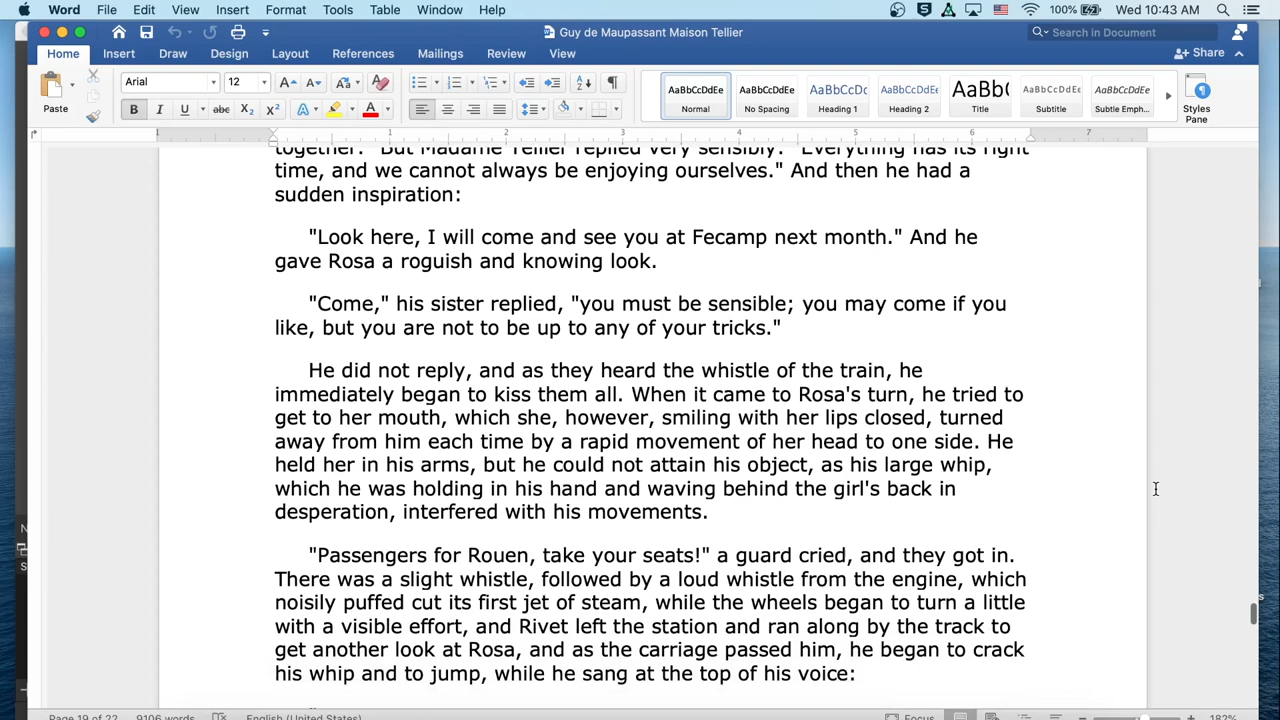 Word File Edit View Insert Format Tools Table Window Help 100% Wed 10:43 AM
Guy de Maupassant Maison Tellier Search in Document
Home Insert Draw Design Layout References Mailings Review View Share
Paste Arial 12 A A Aa A
B I U abc X2 X2 A A
AaBbCcDdEe AaBbCcDdEe AaBbCcDc AaBbCcDdEe AaBbC AaBbCcDdEe AaBbCcDdEe
Normal No Spacing Heading 1 Heading 2 Title Subtitle Subtle Emph... Styles Pane
1 1 2 3 4 5 6 7
together." But Madame Tellier replied very sensibly: "Everything has its right
time, and we cannot always be enjoying ourselves." And then he had a
sudden inspiration:
"Look here, I will come and see you at Fecamp next month." And he
gave Rosa a roguish and knowing look.
"Come," his sister replied, "you must be sensible; you may come if you
like, but you are not to be up to any of your tricks."
He did not reply, and as they heard the whistle of the train, he
immediately began to kiss them all. When it came to Rosa's turn, he tried to
get to her mouth, which she, however, smiling with her lips closed, turned
away from him each time by a rapid movement of her head to one side. He
held her in his arms, but he could not attain his object, as his large whip,
which he was holding in his hand and waving behind the girl's back in
desperation, interfered with his movements.
"Passengers for Rouen, take your seats!" a guard cried, and they got in.
There was a slight whistle, followed by a loud whistle from the engine, which
noisily puffed cut its first jet of steam, while the wheels began to turn a little
with a visible effort, and Rivet left the station and ran along by the track to
get another look at Rosa, and as the carriage passed him, he began to crack
his whip and to jump, while he sang at the top of his voice:
Page 19 of 22 9106 words English (United States) Focus 182%